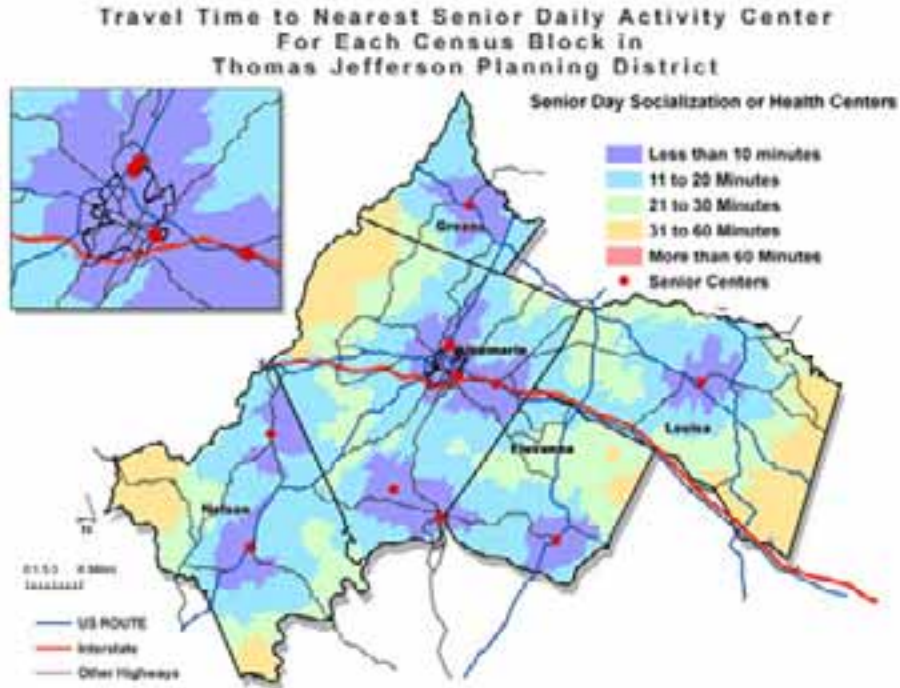 Travel Time to Nearest Senior Daily Activity Center
For Each Census Block in
Thomas Jefferson Planning District
Senior Day Socialization or Health Centers
Less than 10 minutes
11 to 20 Minutes
21 to 30 Minutes
31 to 60 Minutes
More than 60 Minutes
Senior Centers
Greene
Albemarle
Louisa
Fluvanna
Nelson
N
US ROUTE
Interstate
Other Highways